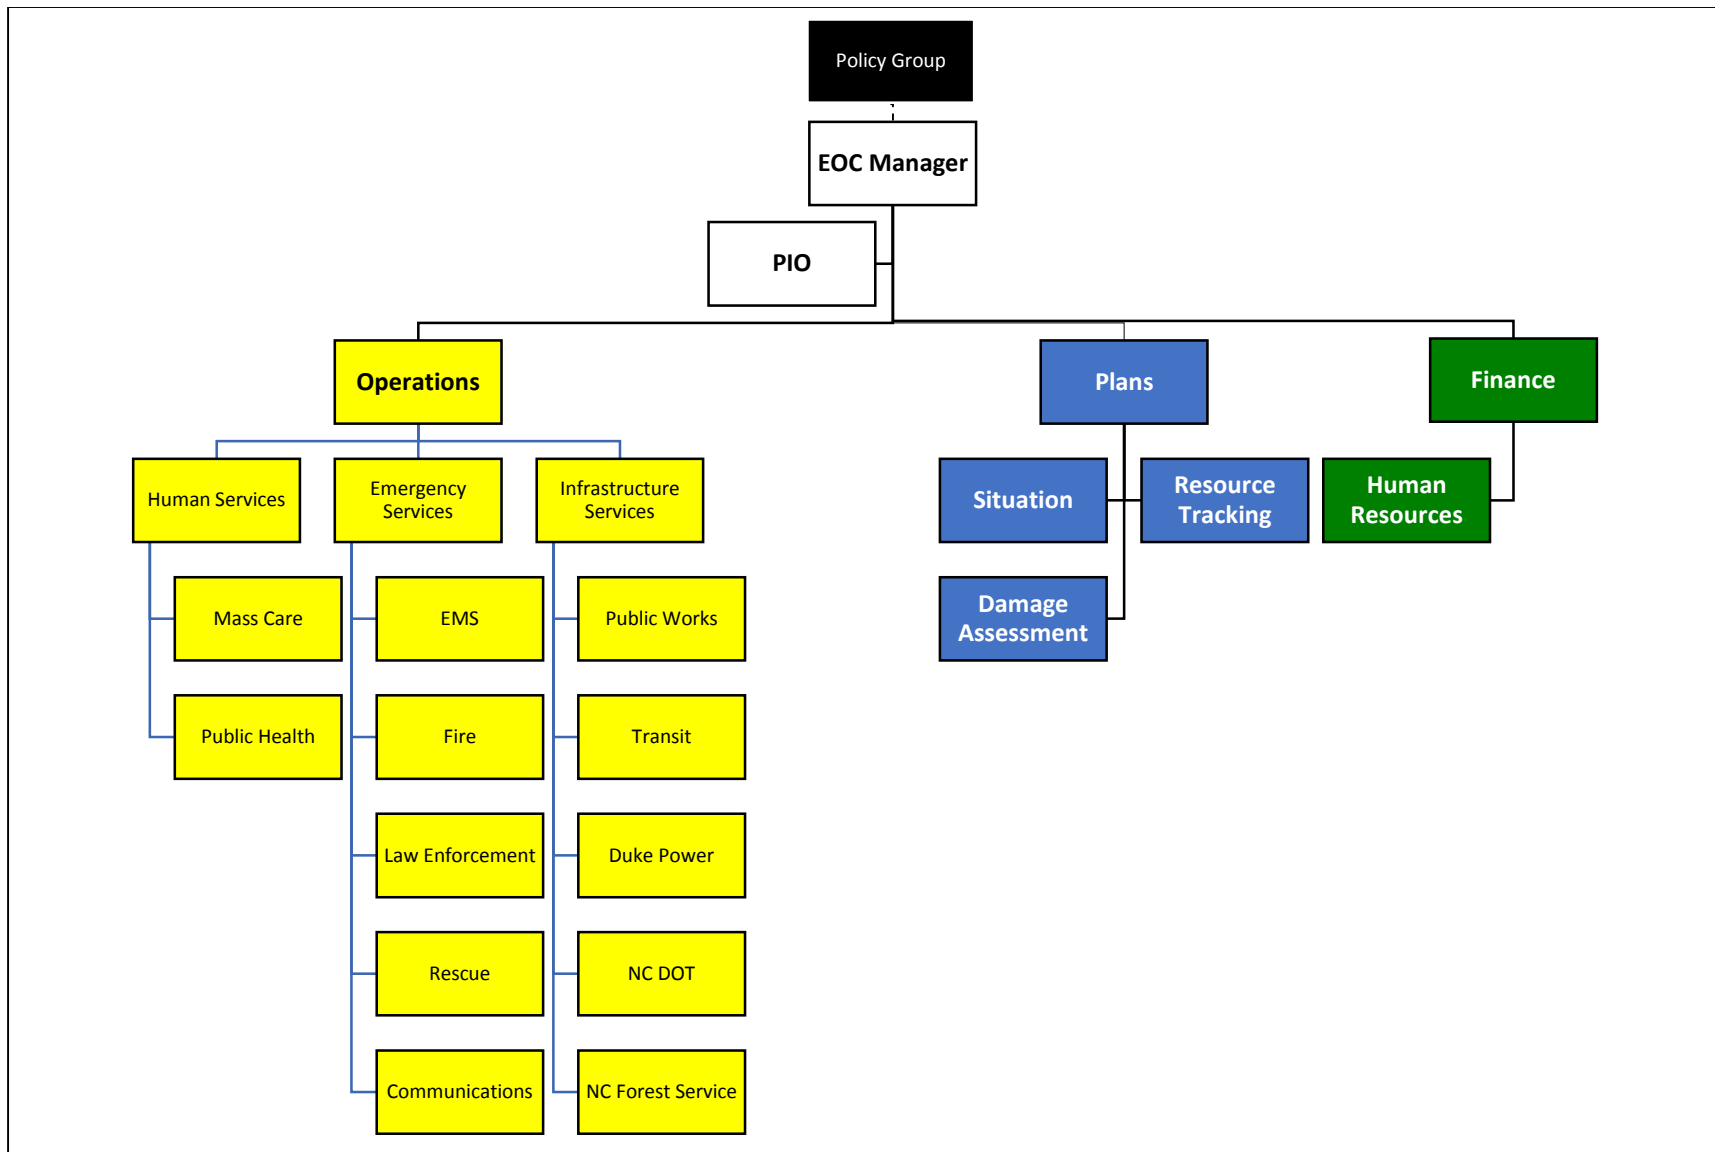 Policy Group
EOC Manager
PIO
Operations
Plans
Finance
Human Services
Emergency
Services
Infrastructure
Services
Situation
Resource
Tracking
Human
Resources
Mass Care
EMS
Public Works
Damage
Assessment
Public Health
Fire
Transit
Law Enforcement
Duke Power
Rescue
NC DOT
Communications
NC Forest Service